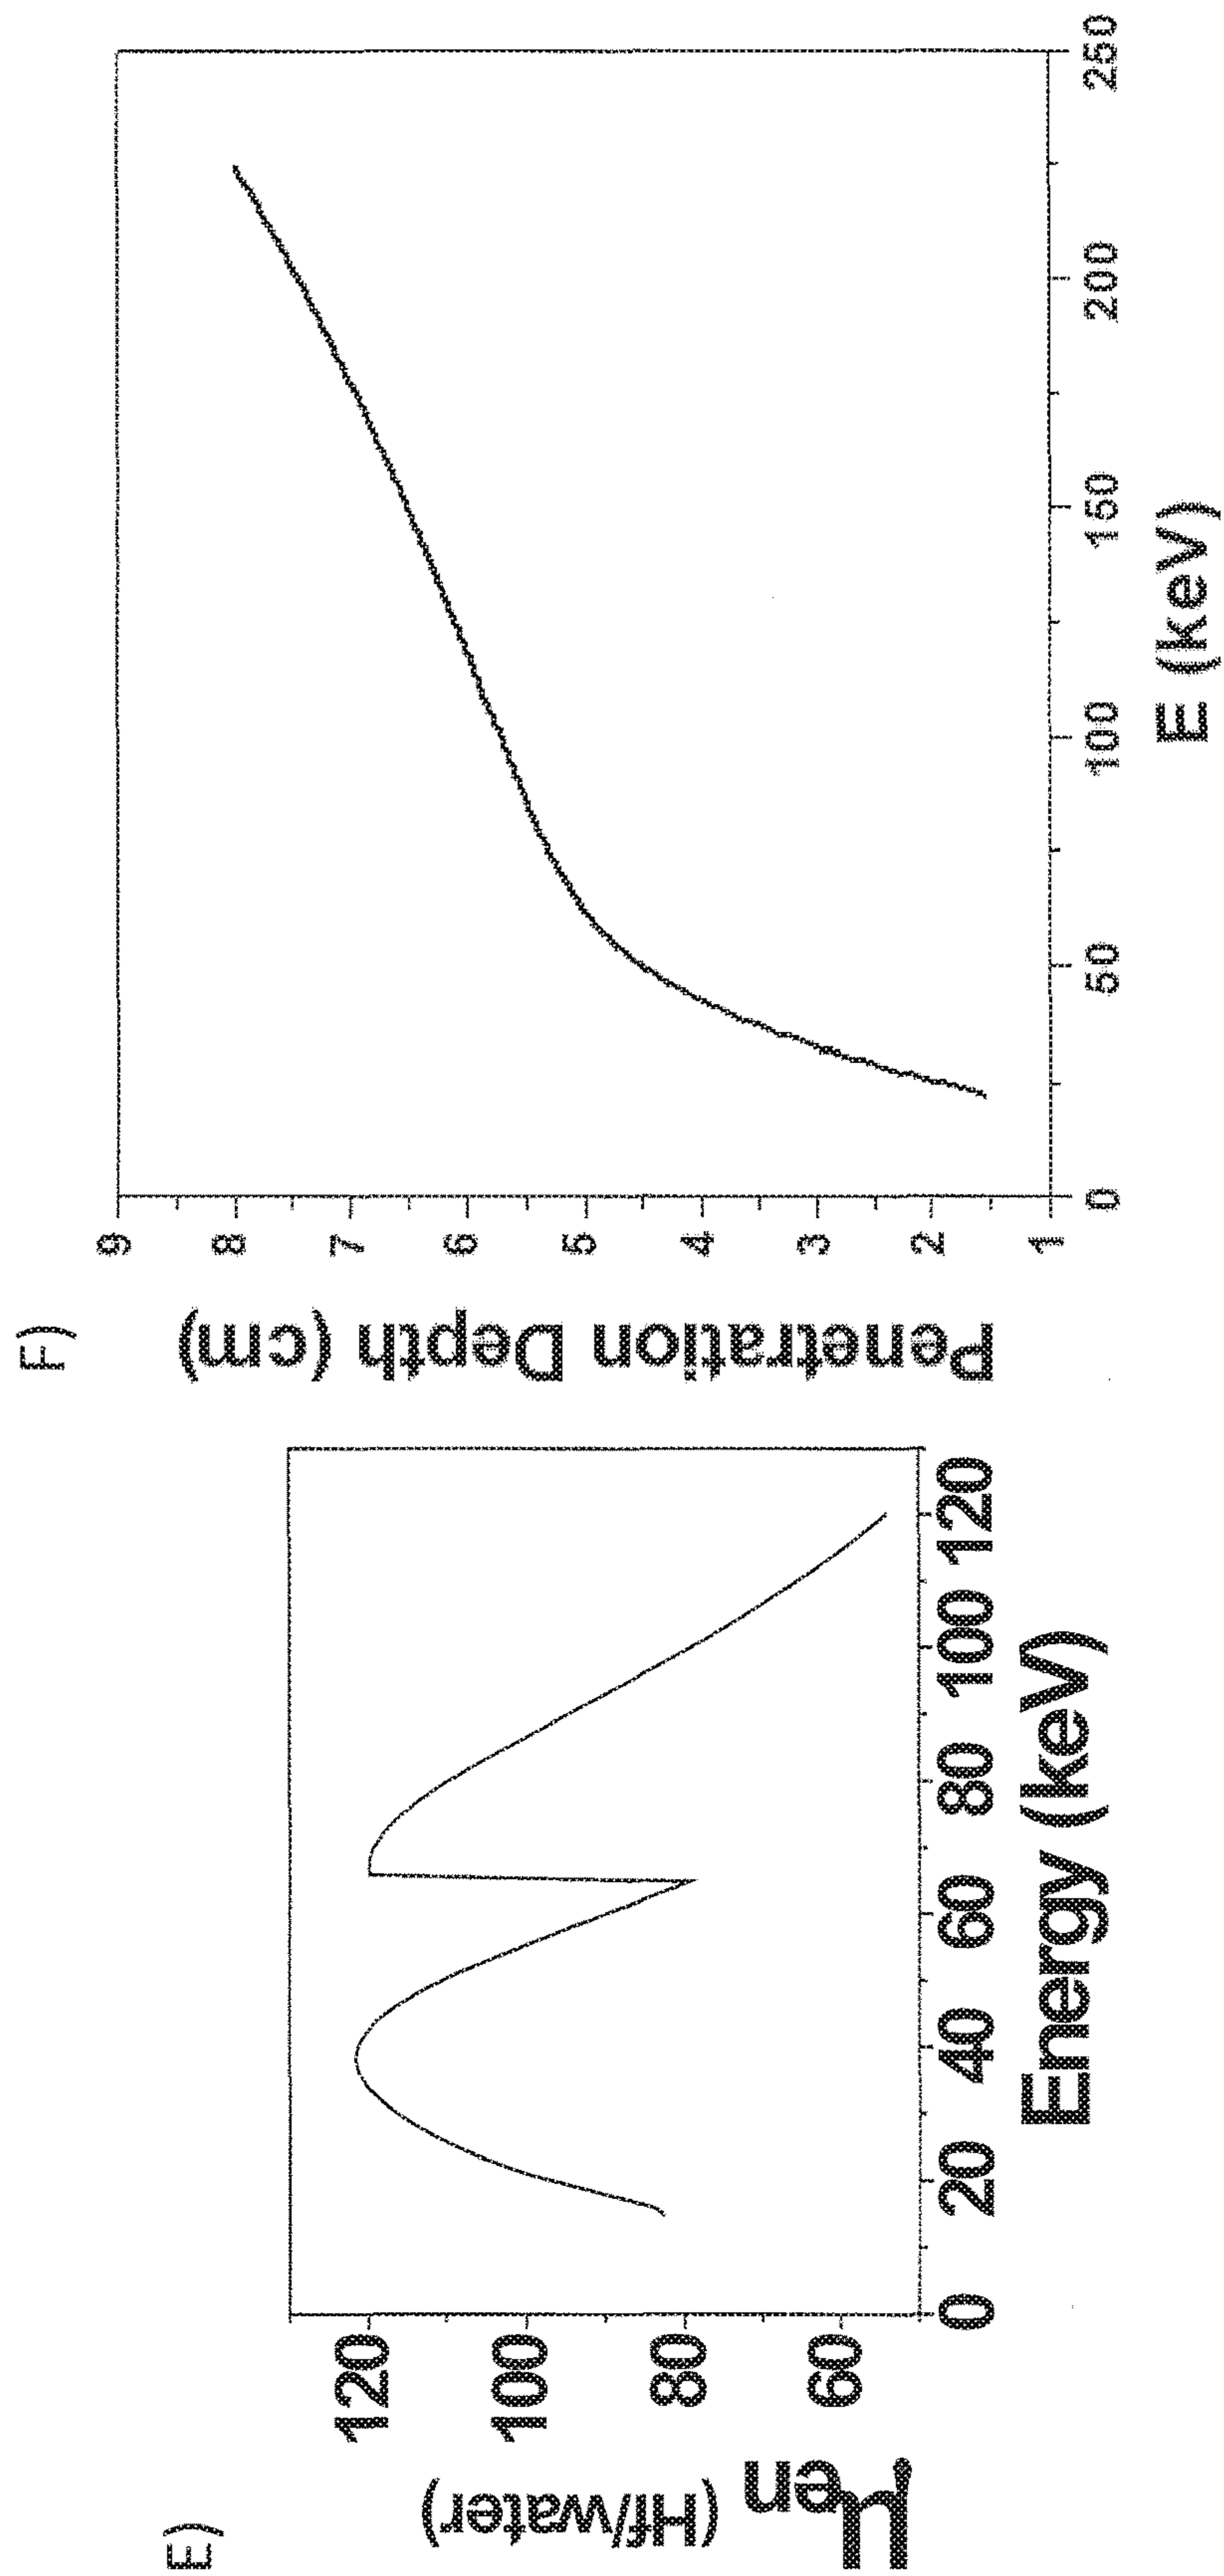 E)
μen
(Hf/water)
120
100
80
60
0 20 40 60 80 100 120
Energy (keV)
F)
Penetration Depth (cm)
9
8
7
6
5
4
3
2
1
0 50 100 150 200 250
E (keV)